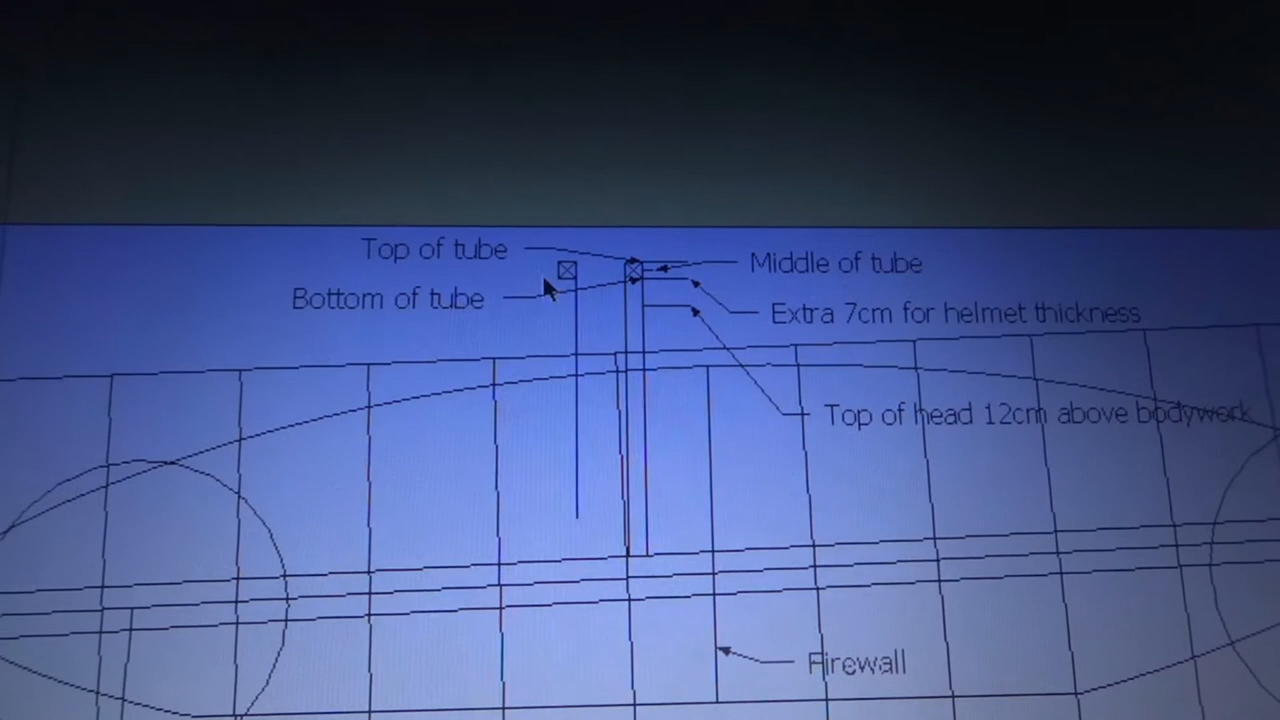 Top of tube
Middle of tube
Bottom of tube
Extra 7cm for helmet thickness
Top of head 12cm above bodywork
Firewall